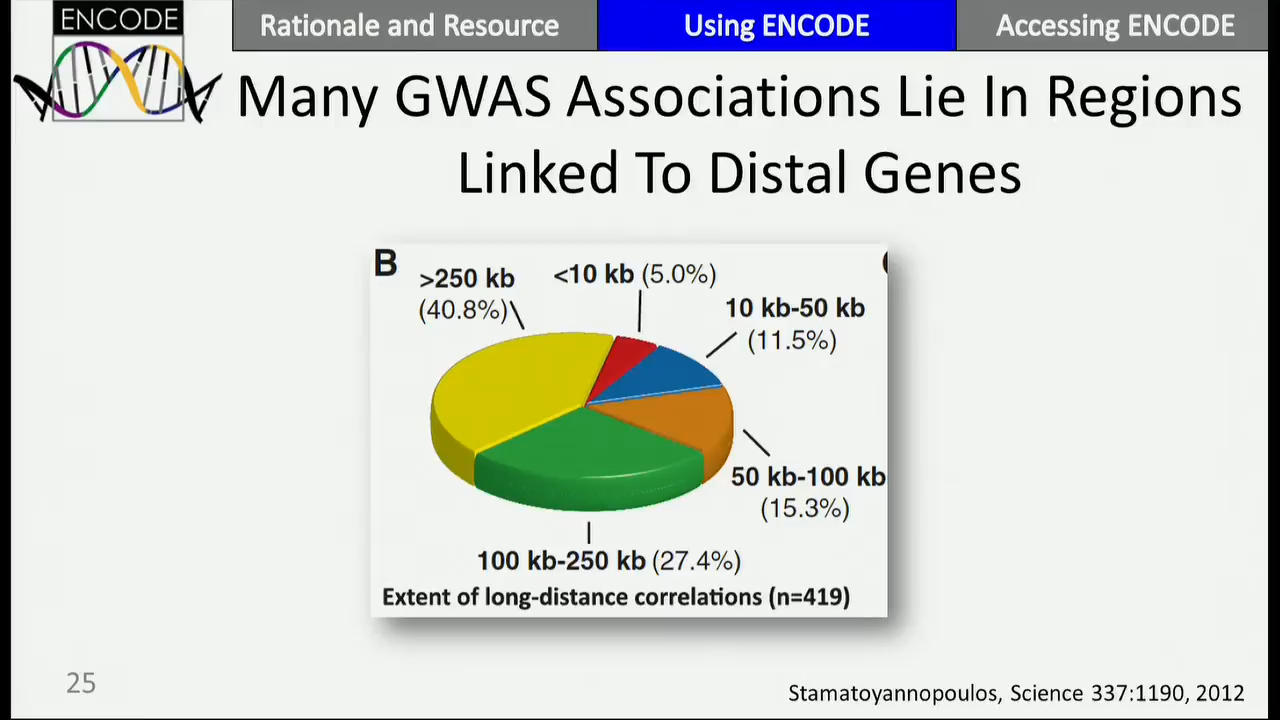 ENCODE
Rationale and Resource
Using ENCODE
Accessing ENCODE
Many GWAS Associations Lie In Regions
Linked To Distal Genes
B
>250 kb
(40.8%)
<10 kb (5.0%)
10 kb-50 kb
(11.5%)
50 kb-100 kb
(15.3%)
100 kb-250 kb (27.4%)
Extent of long-distance correlations (n=419)
25
Stamatoyannopoulos, Science 337:1190, 2012